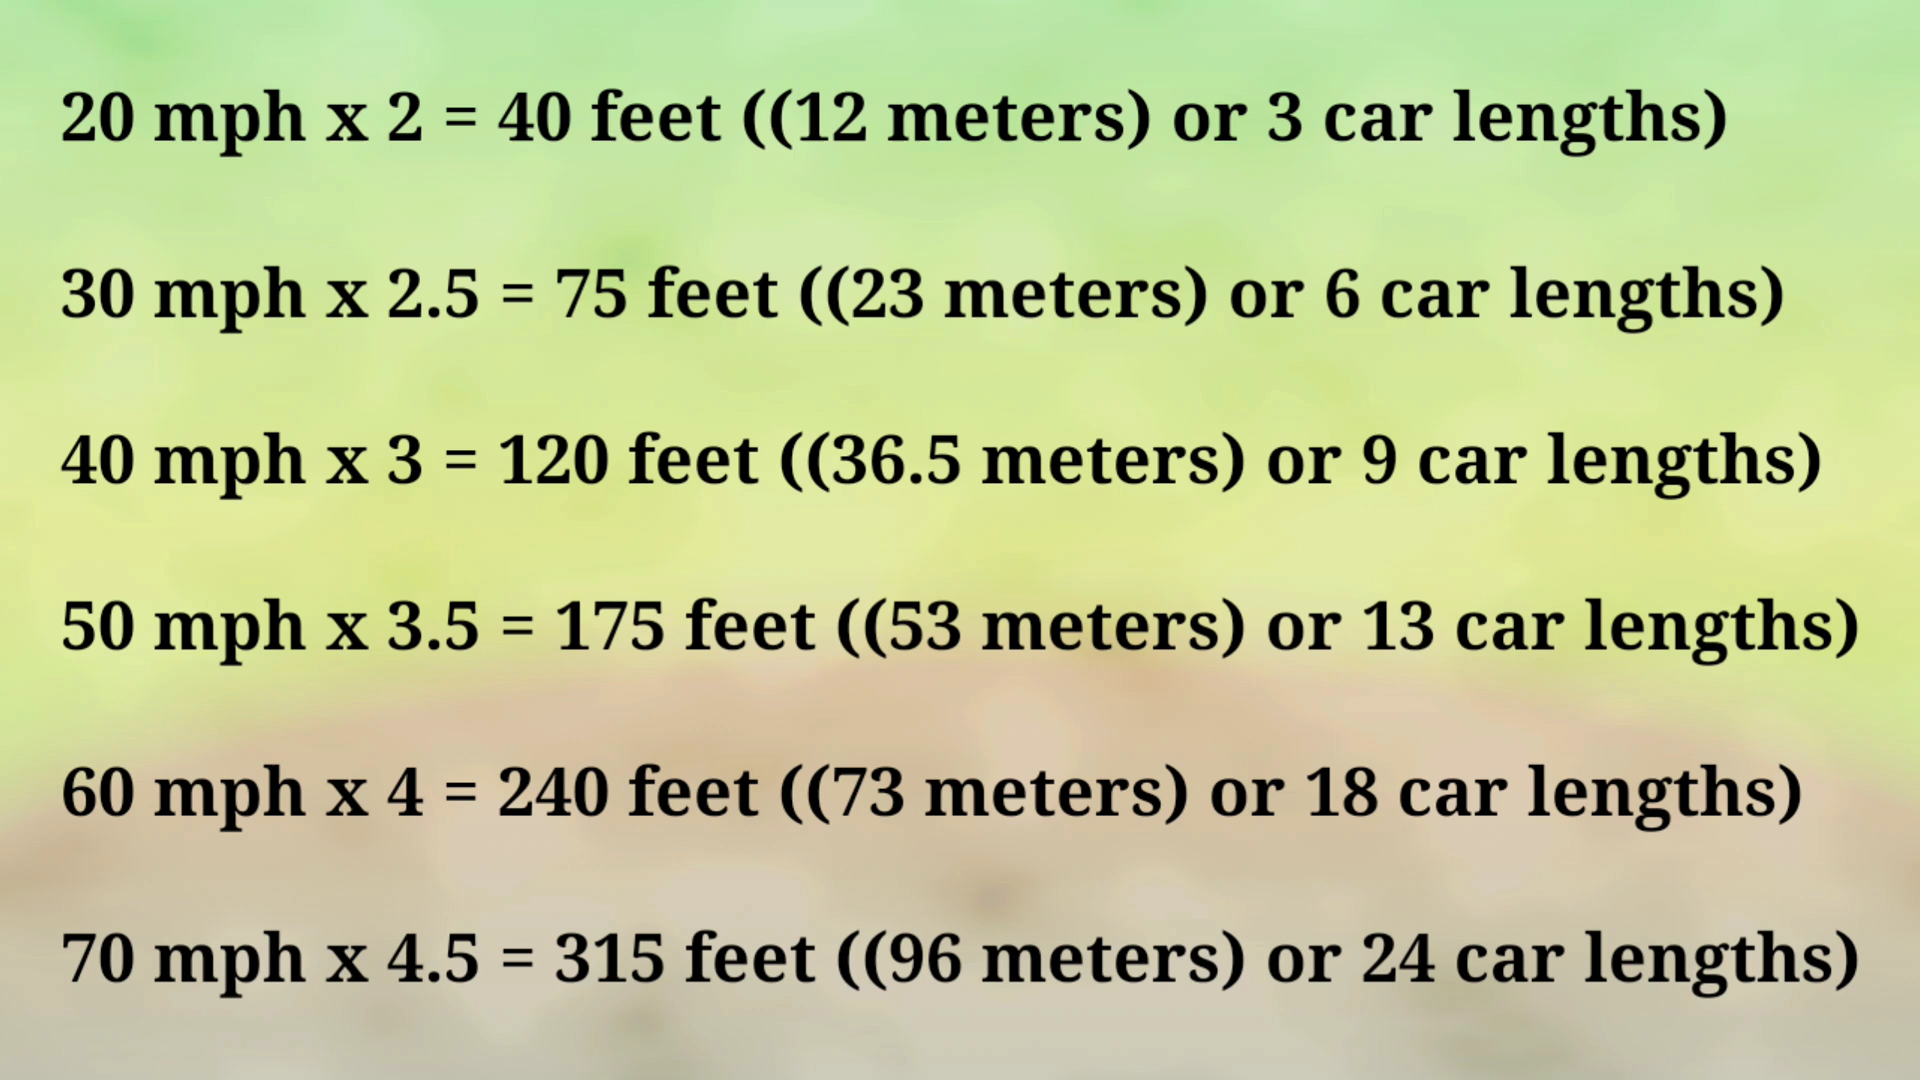 20 mph x 2 = 40 feet ((12 meters) or 3 car lengths)
30 mph x 2.5 = 75 feet ((23 meters) or 6 car lengths)
40 mph x 3 = 120 feet ((36.5 meters) or 9 car lengths)
50 mph x 3.5 = 175 feet ((53 meters) or 13 car lengths)
60 mph x 4 = 240 feet ((73 meters) or 18 car lengths)
70 mph x 4.5 = 315 feet ((96 meters) or 24 car lengths)